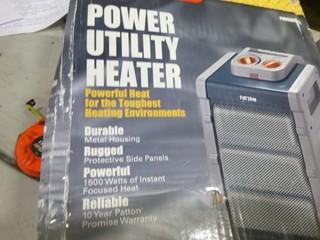 POWER
UTILITY
HEATER
Powerful Heat
for the Toughest
Heating Environments
Durable
Metal Housing
Rugged
Protective Side Panels
Powerful
1500 Watts of Instant
Focused Heat
Reliable
10 Year Patton
Promise Warranty
PATTON